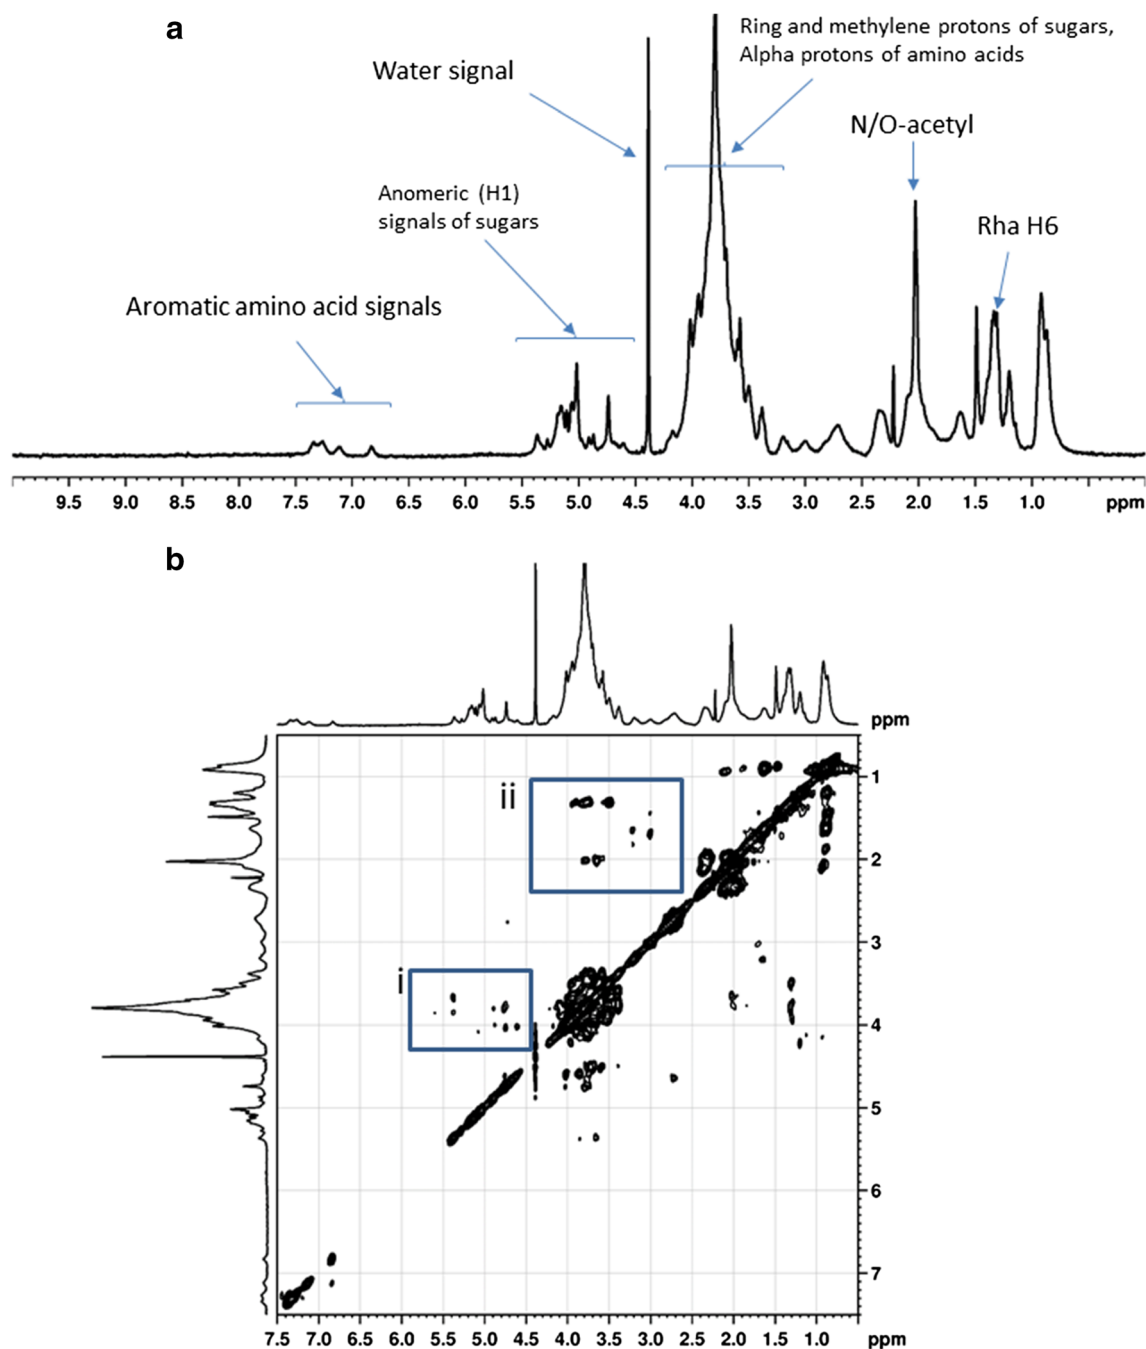 a
Ring and methylene protons of sugars,
Alpha protons of amino acids
Water signal
N/O-acetyl
Anomeric (H1)
signals of sugars
Rha H6
Aromatic amino acid signals
9.5 9.0 8.5 8.0 7.5 7.0 6.5 6.0 5.5 5.0 4.5 4.0 3.5 3.0 2.5 2.0 1.5 1.0 ppm
b
ppm
1
ii
2
3
i
4
5
6
7
7.5 7.0 6.5 6.0 5.5 5.0 4.5 4.0 3.5 3.0 2.5 2.0 1.5 1.0 ppm